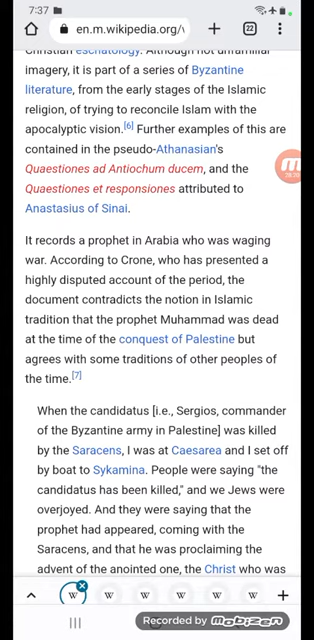 7:37
en.m.wikipedia.org/\
22
Christian eschatology. Although not unfamiliar
imagery, it is part of a series of Byzantine
literature, from the early stages of the Islamic
religion, of trying to reconcile Islam with the
apocalyptic vision.[6] Further examples of this are
contained in the pseudo-Athanasian's
Quaestiones ad Antiochum ducem, and the
Quaestiones et responsiones attributed to
Anastasius of Sinai.
It records a prophet in Arabia who was waging
war. According to Crone, who has presented a
highly disputed account of the period, the
document contradicts the notion in Islamic
tradition that the prophet Muhammad was dead
at the time of the conquest of Palestine but
agrees with some traditions of other peoples of
the time.[7]
When the candidatus [i.e., Sergios, commander
of the Byzantine army in Palestine] was killed
by the Saracens, I was at Caesarea and I set off
by boat to Sykamina. People were saying "the
candidatus has been killed," and we Jews were
overjoyed. And they were saying that the
prophet had appeared, coming with the
Saracens, and that he was proclaiming the
advent of the anointed one, the Christ who was
W W W W W W
Recorded by Mobizen